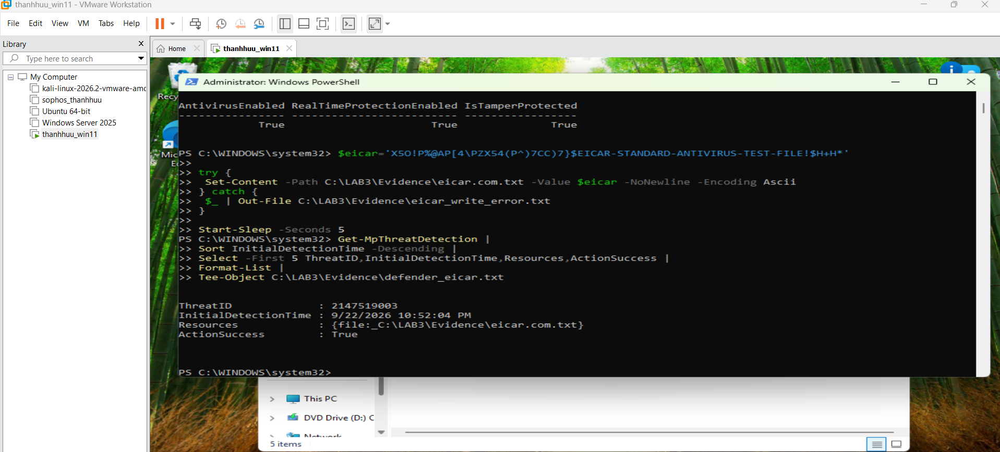 thanhhuu_win11 - VMware Workstation
File Edit View VM Tabs Help
Library
Type here to search
My Computer
kali-linux-2026.2-vmware-amd
sophos_thanhhuu
Ubuntu 64-bit
Windows Server 2025
thanhhuu_win11
Home
thanhhuu_win11
Recy
Mic
E
Administrator: Windows PowerShell
AntivirusEnabled RealTimeProtectionEnabled IsTamperProtected
---------------- ------------------------- -----------------
True True True
PS C:\WINDOWS\system32> $eicar='X5O!P%@AP[4\PZX54(P^)7CC)7}$EICAR-STANDARD-ANTIVIRUS-TEST-FILE!$H+H*'
>>
>> try {
>> Set-Content -Path C:\LAB3\Evidence\eicar.com.txt -Value $eicar -NoNewline -Encoding Ascii
>> } catch {
>> $_ | Out-File C:\LAB3\Evidence\eicar_write_error.txt
>> }
>>
>> Start-Sleep -Seconds 5
PS C:\WINDOWS\system32> Get-MpThreatDetection |
>> Sort InitialDetectionTime -Descending |
>> Select -First 5 ThreatID,InitialDetectionTime,Resources,ActionSuccess |
>> Format-List |
>> Tee-Object C:\LAB3\Evidence\defender_eicar.txt
ThreatID : 2147519003
InitialDetectionTime : 9/22/2026 10:52:04 PM
Resources : {file:_C:\LAB3\Evidence\eicar.com.txt}
ActionSuccess : True
PS C:\WINDOWS\system32>
This PC
DVD Drive (D:) C
Network
5 items